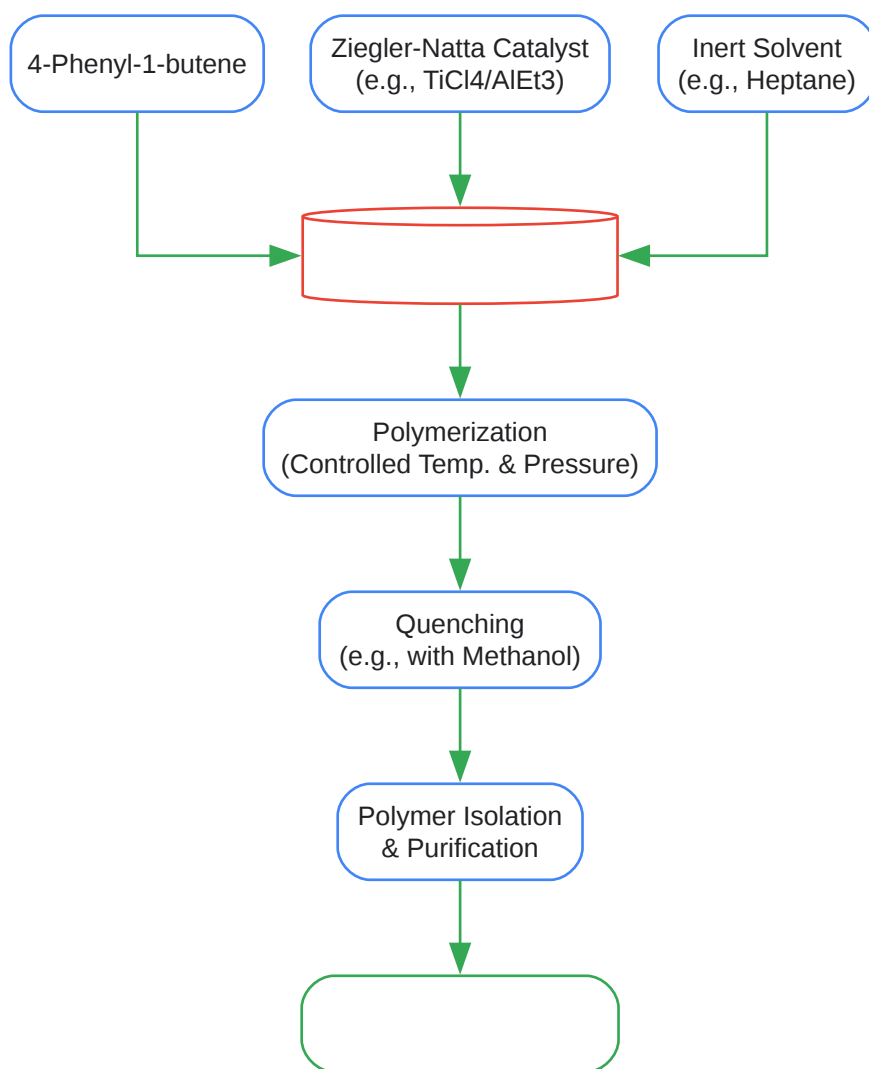 4-Phenyl-1-butene
Ziegler-Natta Catalyst
(e.g., TiCl4/AlEt3)
Inert Solvent
(e.g., Heptane)
Polymerization
(Controlled Temp. & Pressure)
Quenching
(e.g., with Methanol)
Polymer Isolation
& Purification